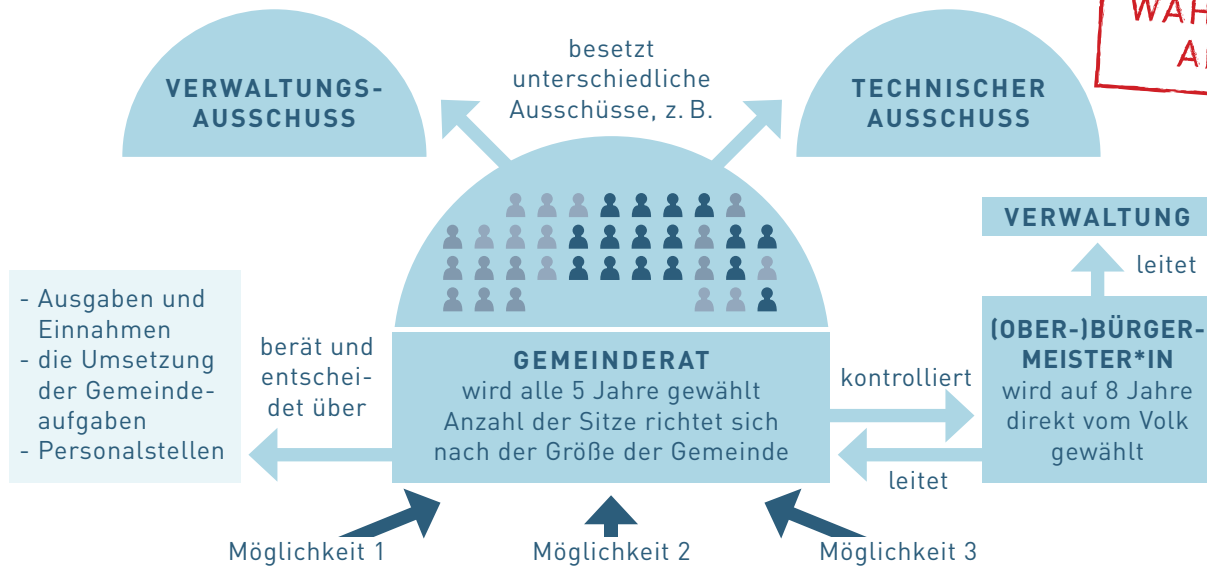 VERWALTUNGS-
AUSSCHUSS
besetzt
unterschiedliche
Ausschüsse, z. B.
TECHNISCHER
AUSSCHUSS
VERWALTUNG
leitet
- Ausgaben und
Einnahmen
- die Umsetzung
der Gemeinde-
aufgaben
- Personalstellen
berät und
entschei-
det über
GEMEINDERAT
wird alle 5 Jahre gewählt
Anzahl der Sitze richtet sich
nach der Größe der Gemeinde
kontrolliert
leitet
(OBER-)BÜRGER-
MEISTER*IN
wird auf 8 Jahre
direkt vom Volk
gewählt
Möglichkeit 1
Möglichkeit 2
Möglichkeit 3